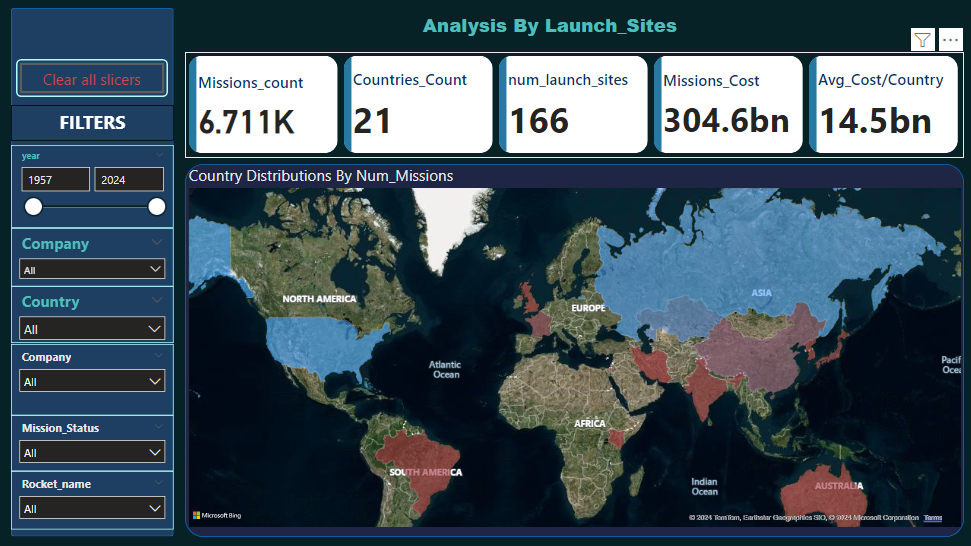 Analysis By Launch_Sites
Clear all slicers
FILTERS
year
1957 2024
Company
All
Country
All
Company
All
Mission_Status
All
Rocket_name
All
Missions_count
6.711K
Countries_Count
21
num_launch_sites
166
Missions_Cost
304.6bn
Avg_Cost/Country
14.5bn
Country Distributions By Num_Missions
NORTH AMERICA
EUROPE
ASIA
Atlantic
Ocean
Pacif
Ocea
AFRICA
SOUTH AMERICA
Indian
Ocean
AUSTRALIA
Microsoft Bing
© 2024 TomTom, Earthstar Geographics SIO, © 2024 Microsoft Corporation Terms